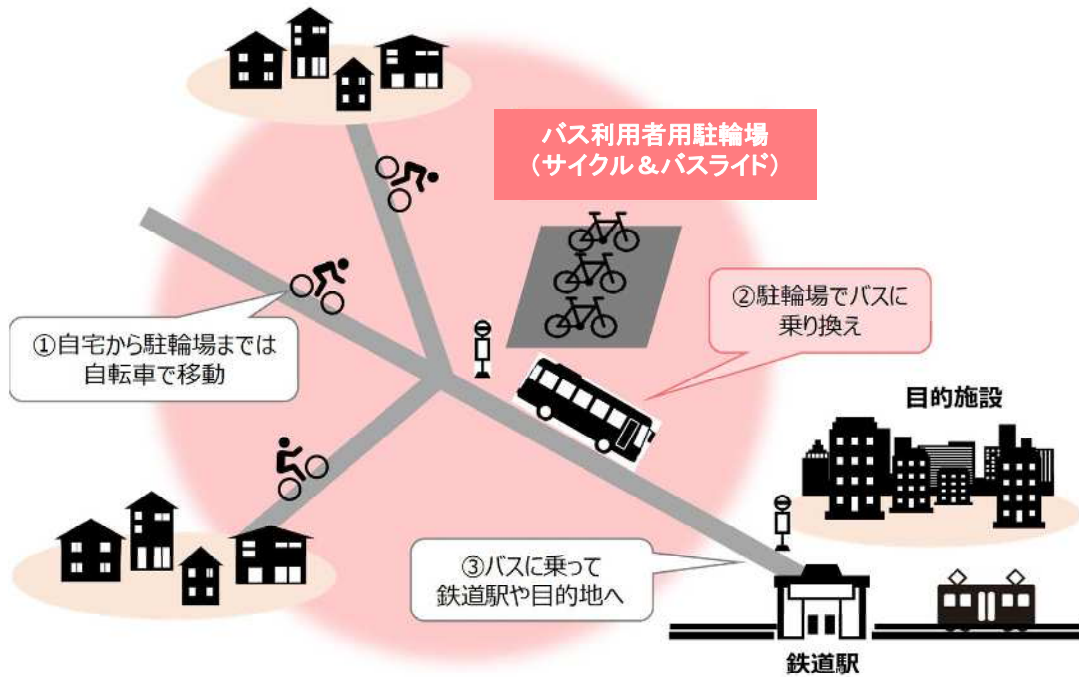 バス利用者用駐輪場
（サイクル＆バスライド）
②駐輪場でバスに
乗り換え
①自宅から駐輪場までは
自転車で移動
目的施設
③バスに乗って
鉄道駅や目的地へ
鉄道駅